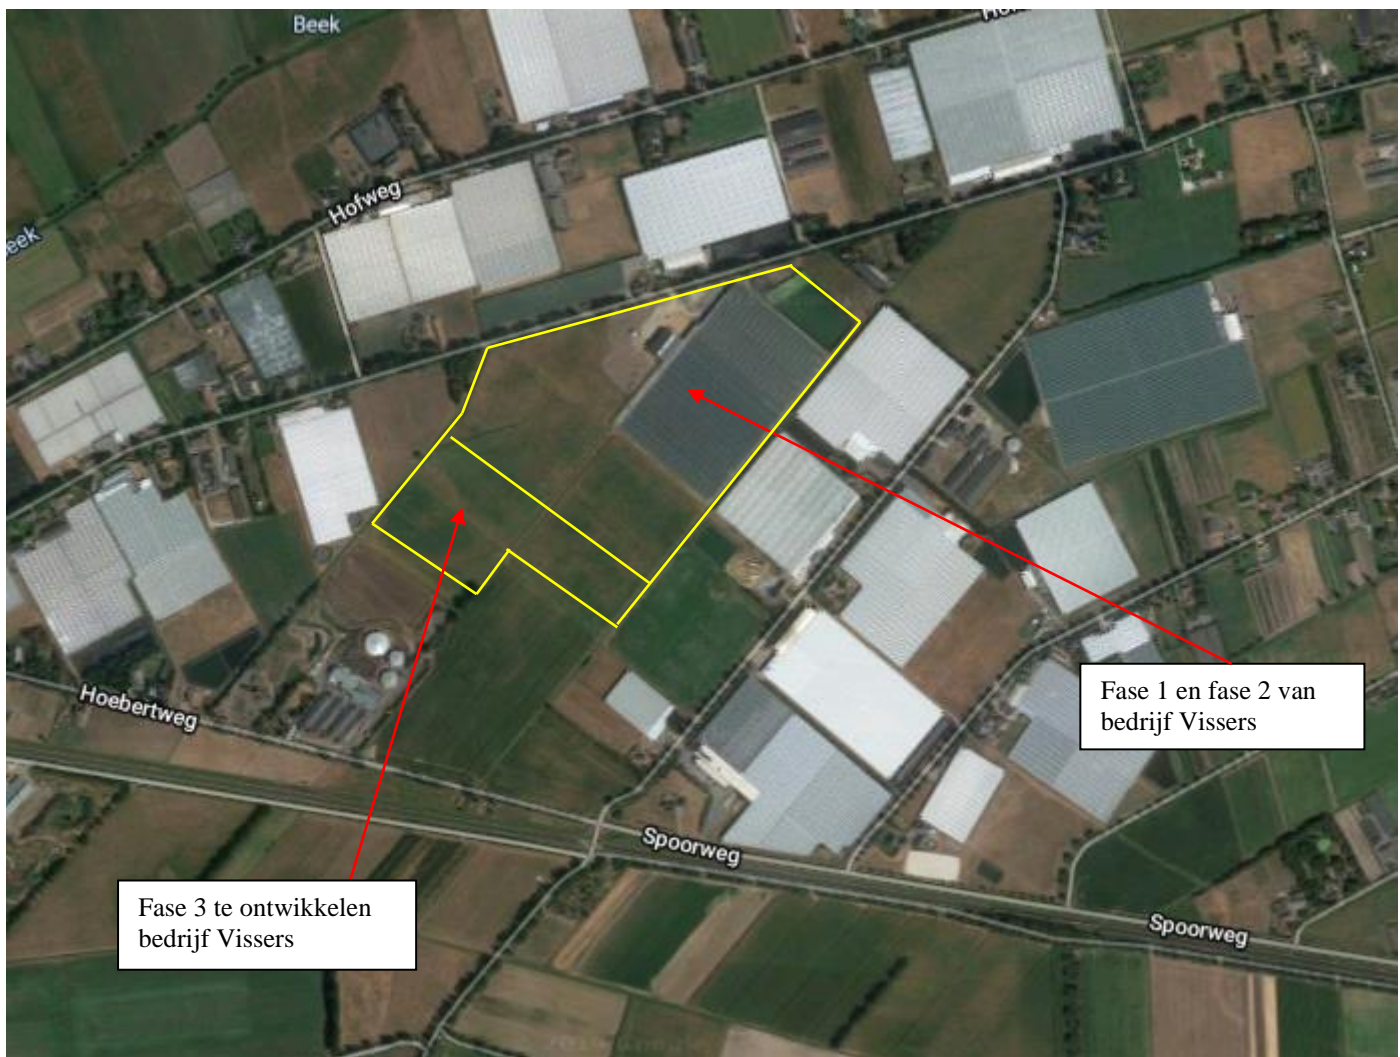 Beek
Hofweg
Hoebertweg
Fase 1 en fase 2 van
bedrijf Vissers
Spoorweg
Fase 3 te ontwikkelen
bedrijf Vissers
Spoorweg